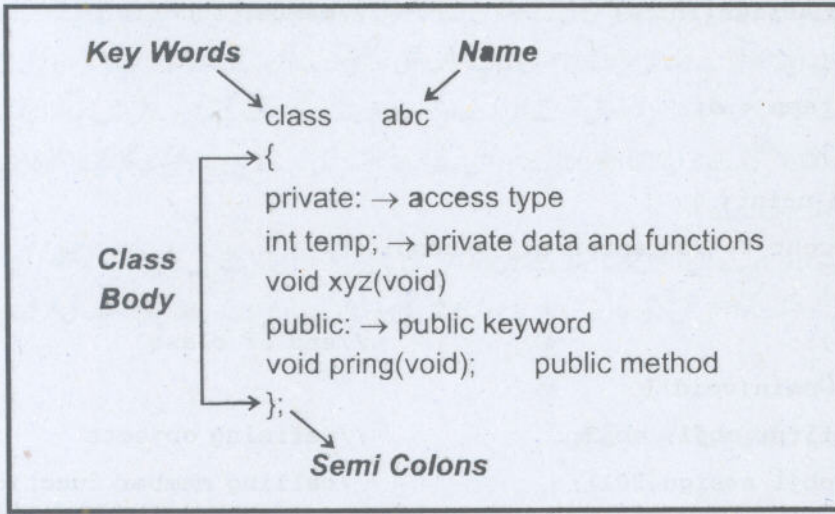 Key Words Name
class abc
{
private: → access type
int temp; → private data and functions
Class
Body
void xyz(void)
public: → public keyword
void pring(void); public method
};
Semi Colons